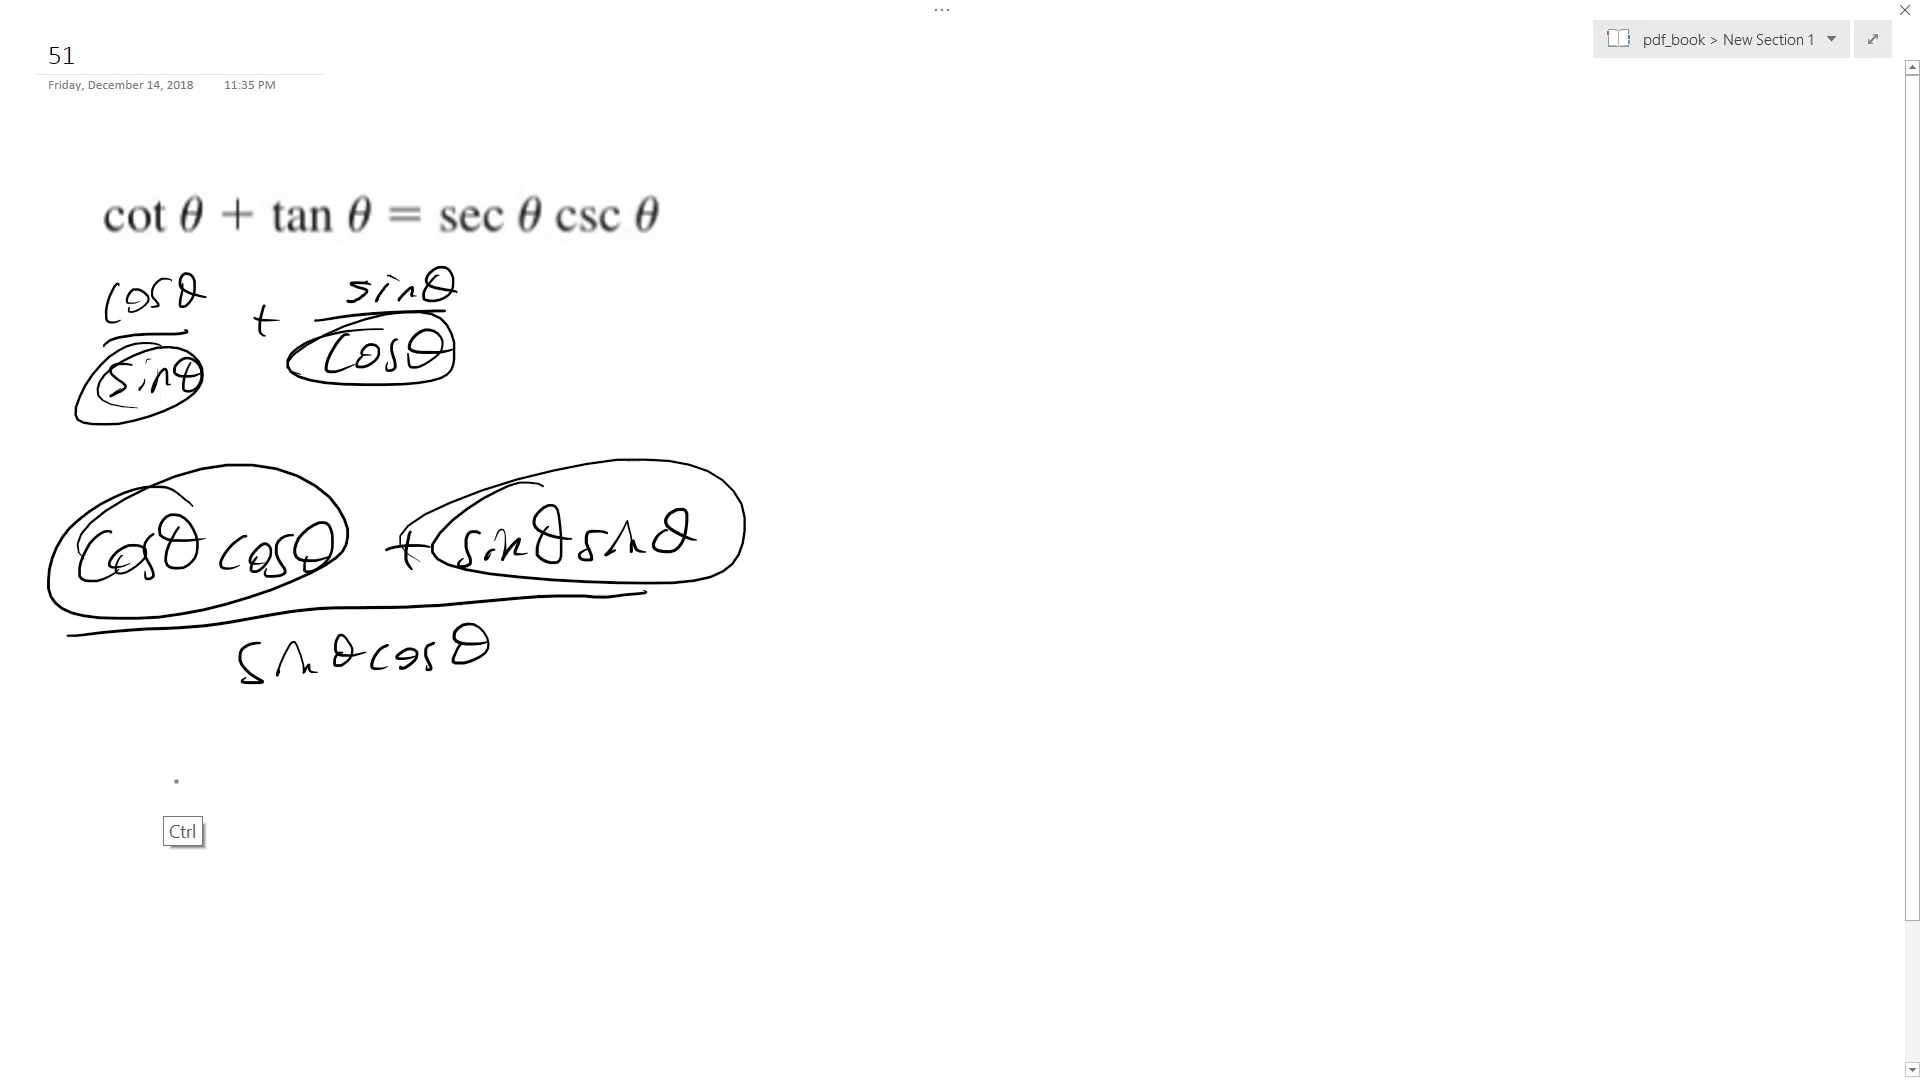 ...
pdf_book > New Section 1
51
Friday, December 14, 2018 11:35 PM
cot θ + tan θ = sec θ csc θ
cosθ/sinθ + sinθ/cosθ
cosθ cosθ + sinθ sinθ
sinθ cosθ
Ctrl